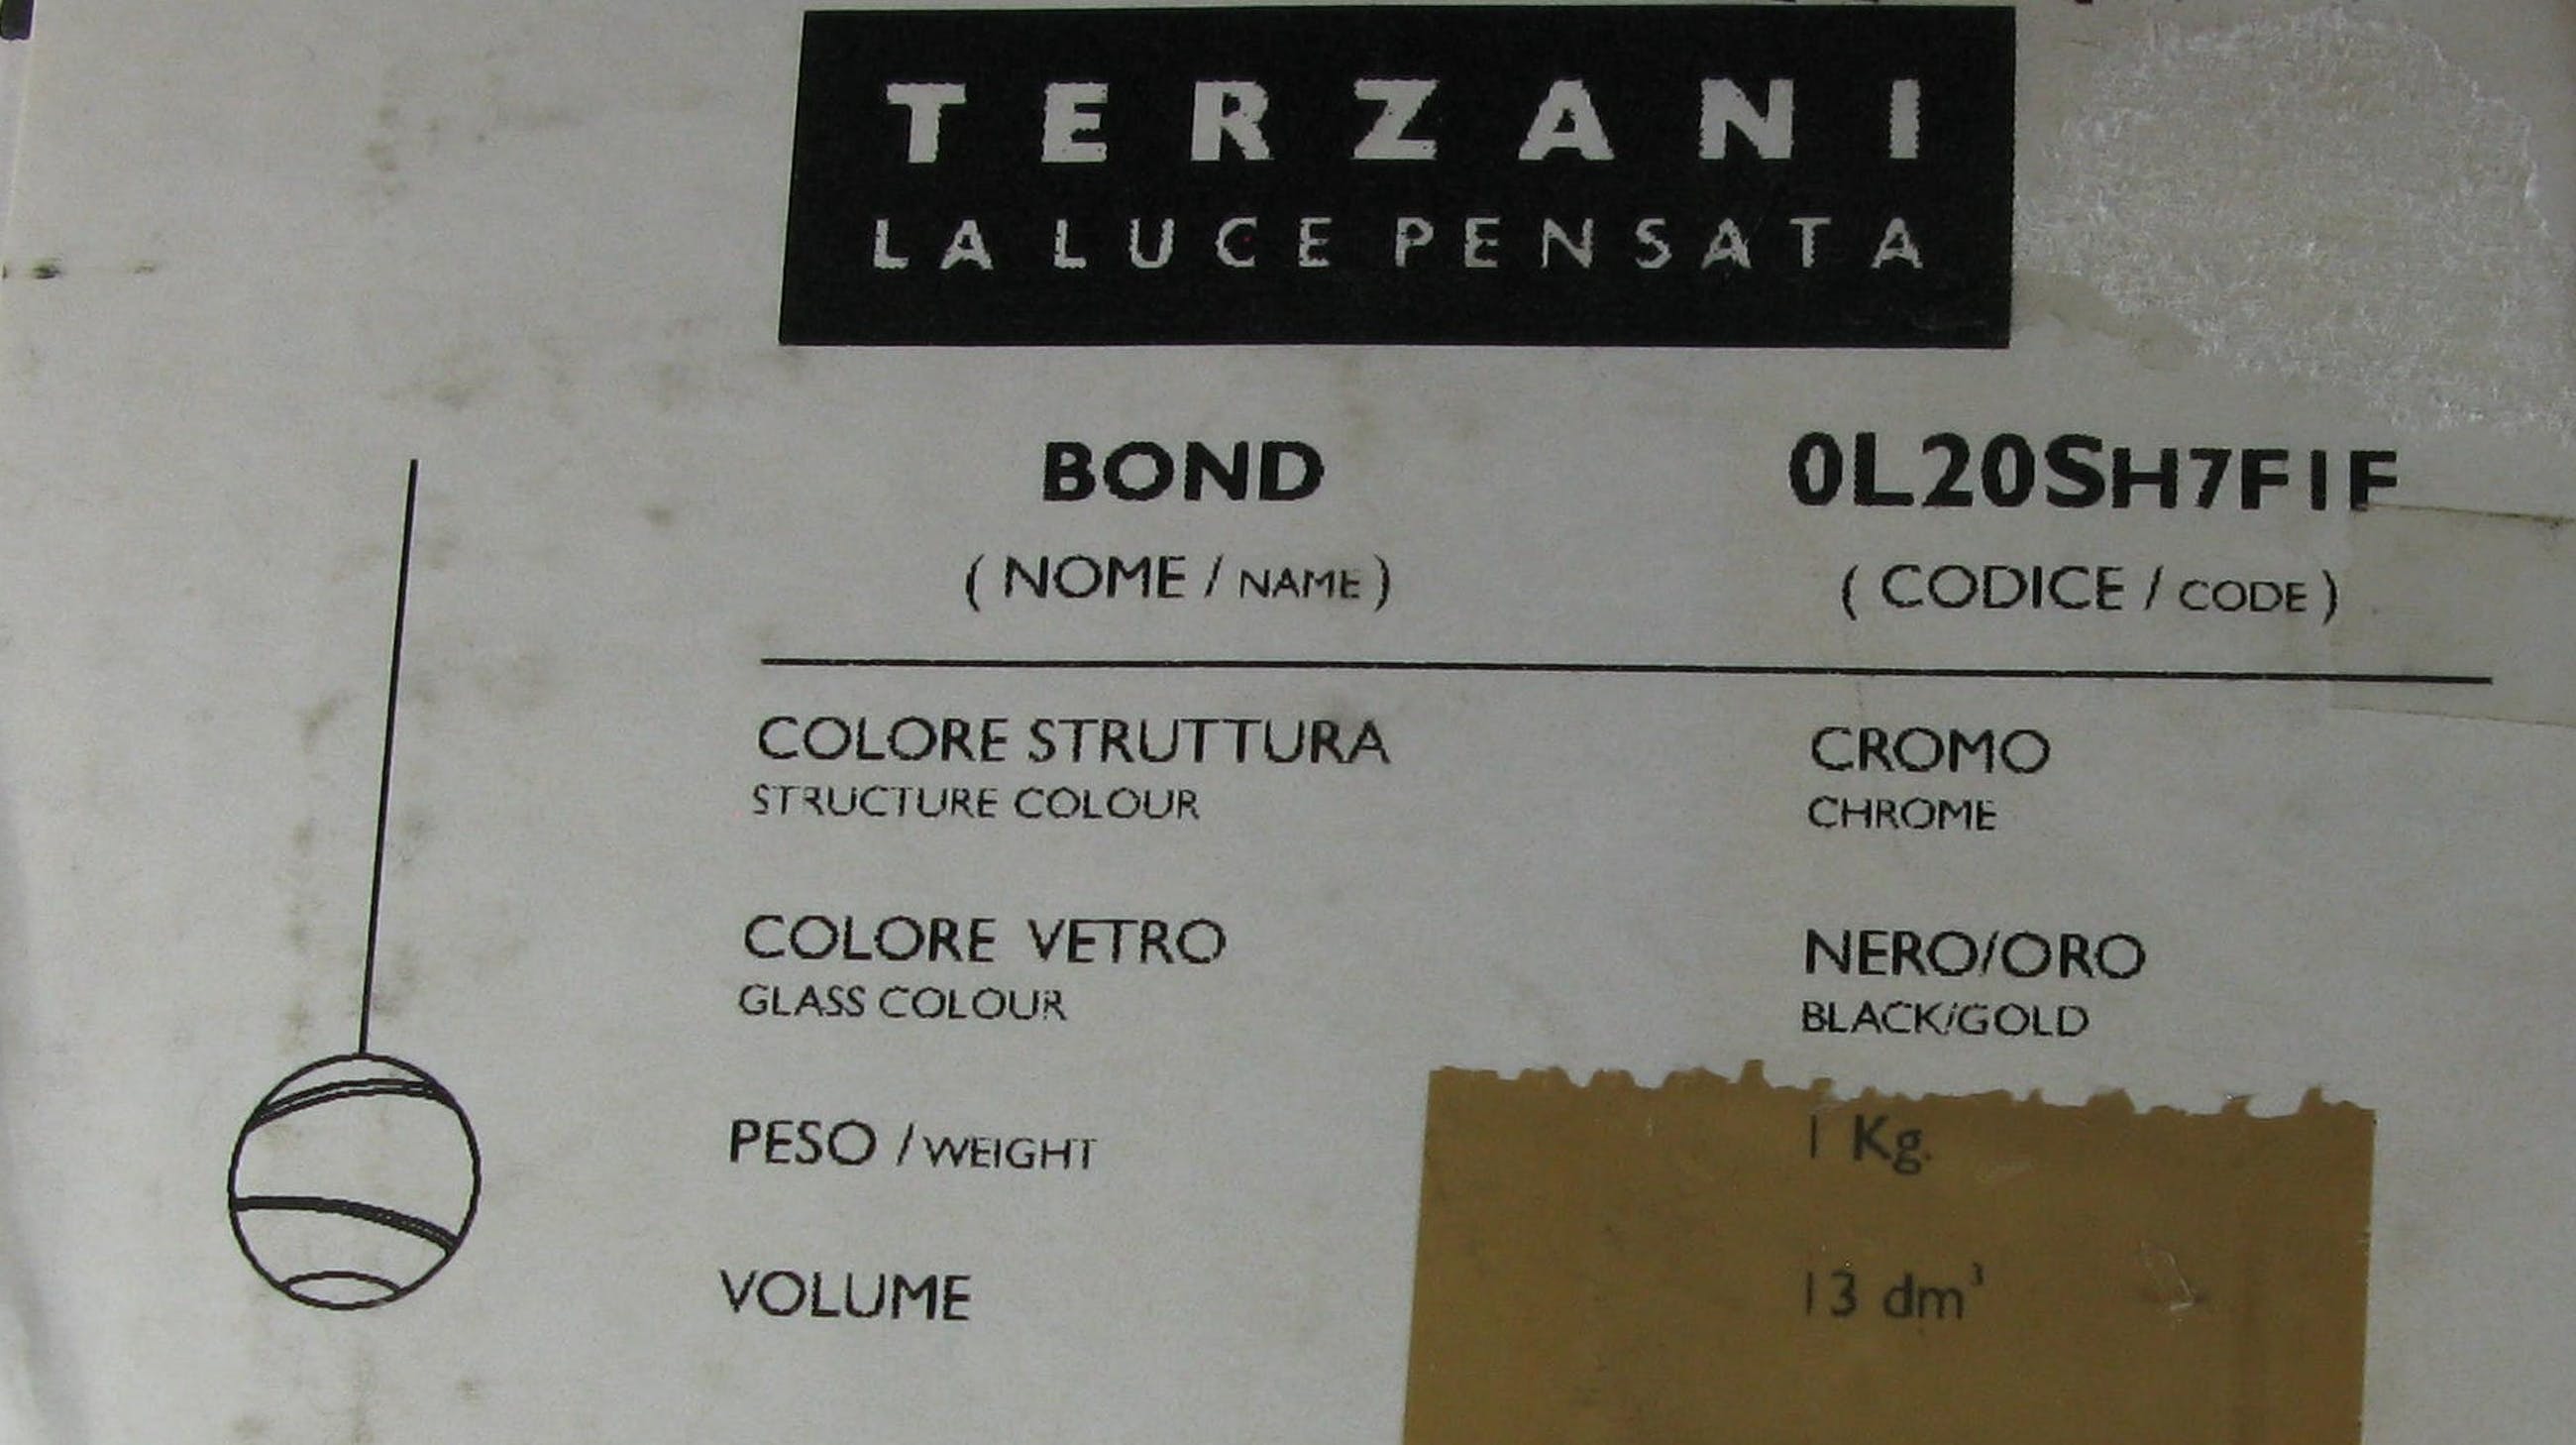 TERZANI
LA LUCE PENSATA
BOND 0L20SH7F1F
( NOME / NAME ) ( CODICE / CODE )
COLORE STRUTTURA CROMO
STRUCTURE COLOUR CHROME
COLORE VETRO NERO/ORO
GLASS COLOUR BLACK/GOLD
PESO / WEIGHT 1 Kg.
VOLUME 13 dm³